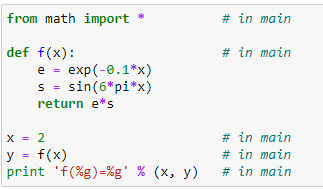 from math import *          # in main
def f(x):                   # in main
    e = exp(-0.1*x)
    s = sin(6*pi*x)
    return e*s
x = 2                       # in main
y = f(x)                    # in main
print 'f(%g)=%g' % (x, y)   # in main